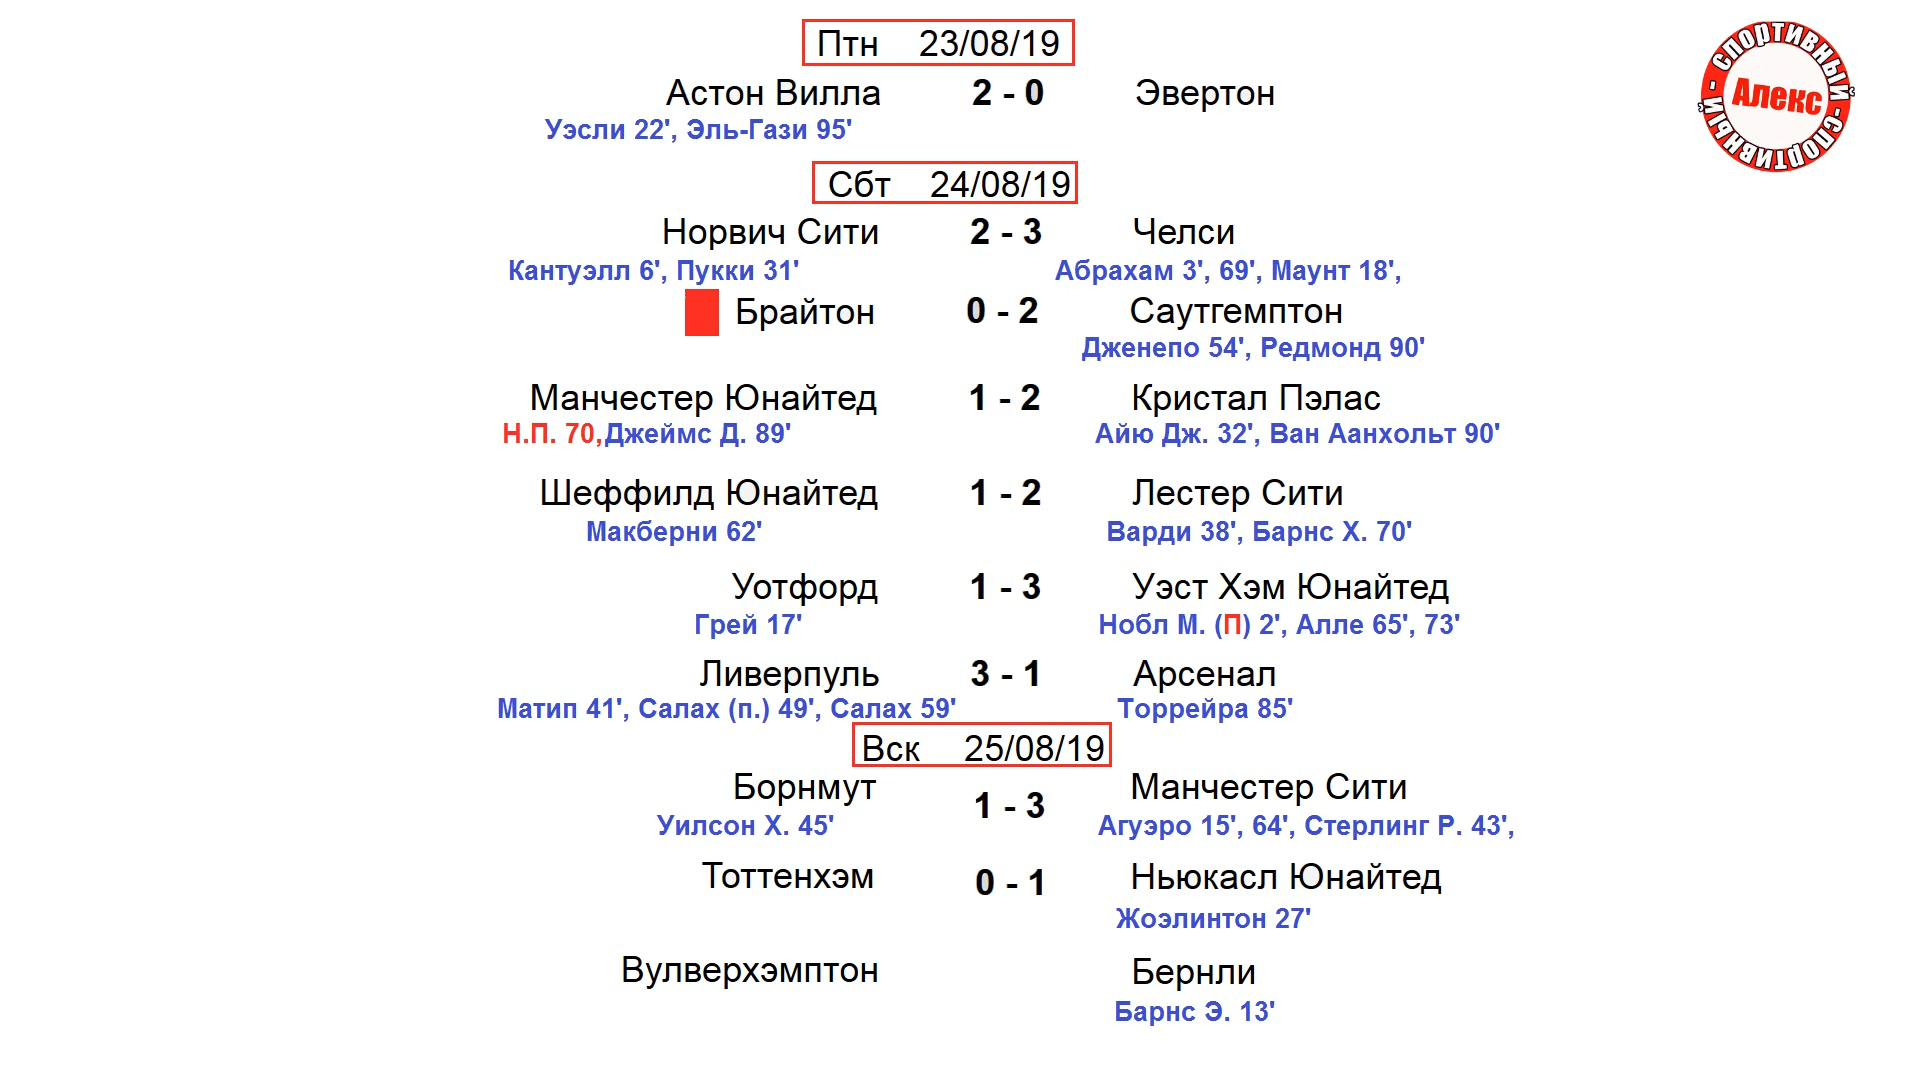 Птн 23/08/19
Астон Вилла 2 - 0 Эвертон
Уэсли 22', Эль-Гази 95'
Сбт 24/08/19
Норвич Сити 2 - 3 Челси
Кантуэлл 6', Пукки 31' Абрахам 3', 69', Маунт 18',
Брайтон 0 - 2 Саутгемптон
Дженепо 54', Редмонд 90'
Манчестер Юнайтед 1 - 2 Кристал Пэлас
Н.П. 70,Джеймс Д. 89' Айю Дж. 32', Ван Аанхольт 90'
Шеффилд Юнайтед 1 - 2 Лестер Сити
Макберни 62' Варди 38', Барнс Х. 70'
Уотфорд 1 - 3 Уэст Хэм Юнайтед
Грей 17' Нобл М. (П) 2', Алле 65', 73'
Ливерпуль 3 - 1 Арсенал
Матип 41', Салах (п.) 49', Салах 59' Торрейра 85'
Вск 25/08/19
Борнмут 1 - 3 Манчестер Сити
Уилсон Х. 45' Агуэро 15', 64', Стерлинг Р. 43',
Тоттенхэм 0 - 1 Ньюкасл Юнайтед
Жоэлинтон 27'
Вулверхэмптон Бернли
Барнс Э. 13'
- СПОРТИВНЫЙ - СПОРТИВНЫЙ
Алекс